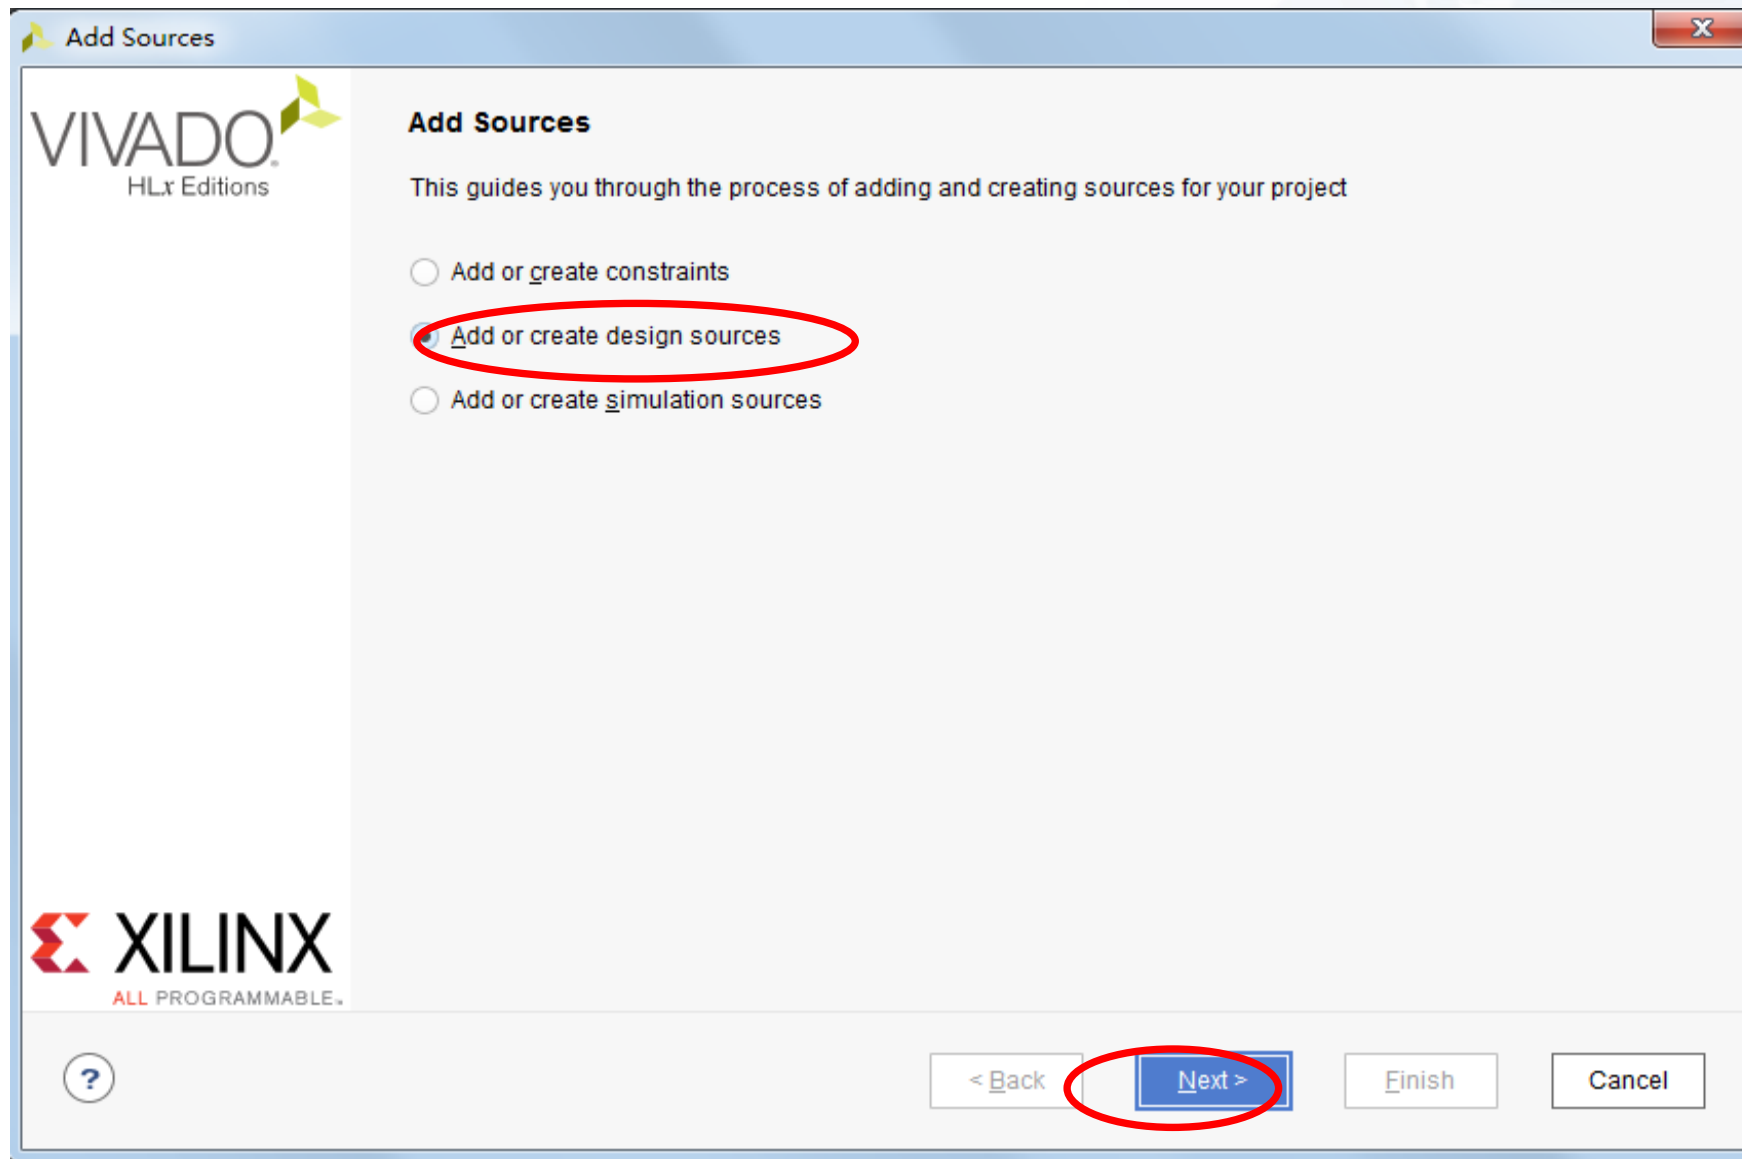 Add Sources
VIVADO
HLx Editions
Add Sources
This guides you through the process of adding and creating sources for your project
Add or create constraints
Add or create design sources
Add or create simulation sources
XILINX
ALL PROGRAMMABLE™
?
< Back
Next >
Finish
Cancel